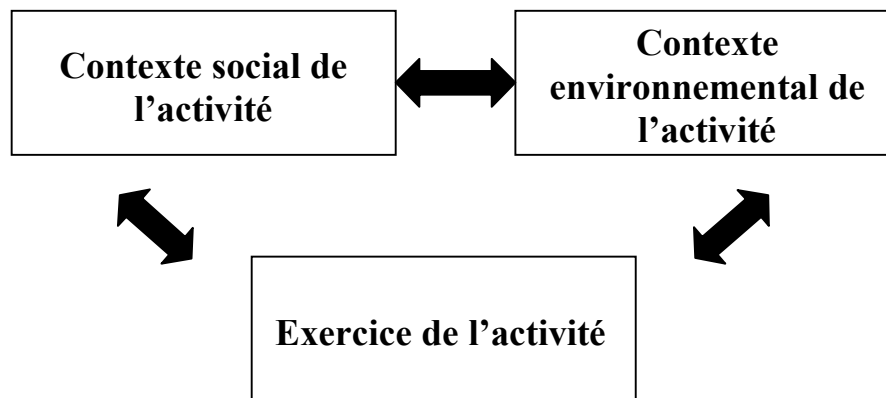 Contexte social de
l’activité
Contexte
environnemental de
l’activité
Exercice de l’activité